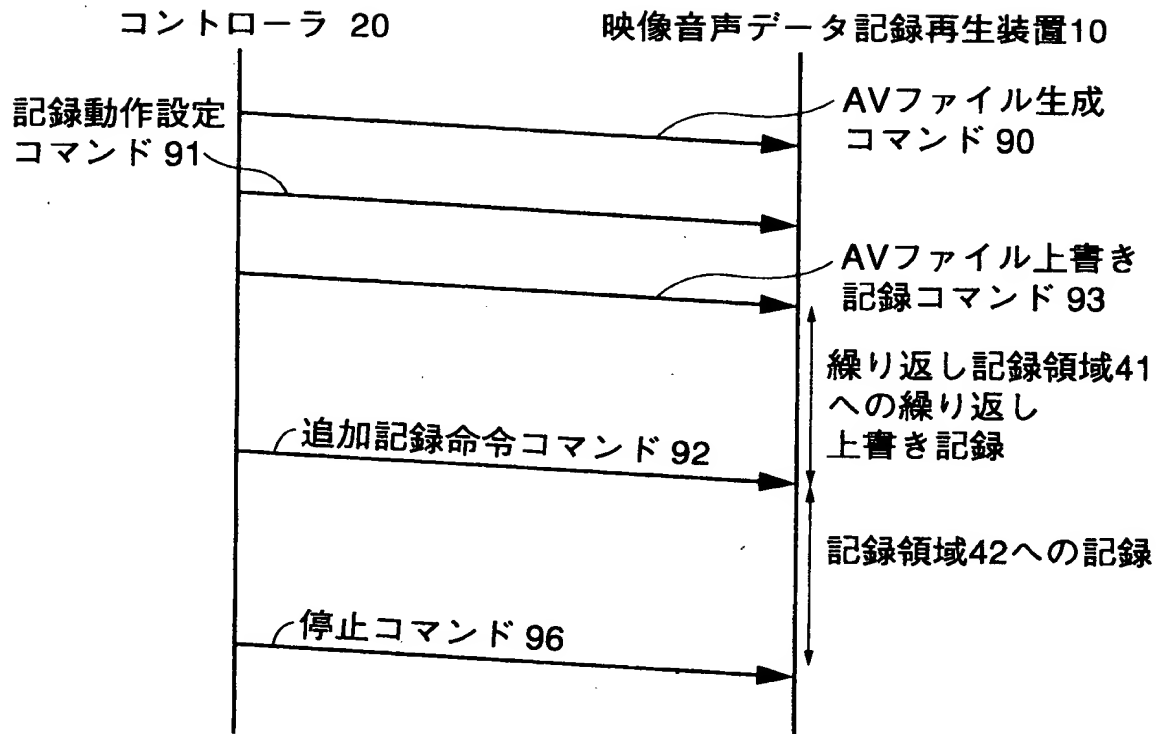 コントローラ 20
映像音声データ記録再生装置10
AVファイル生成
コマンド 90
記録動作設定
コマンド 91
AVファイル上書き
記録コマンド 93
繰り返し記録領域41
への繰り返し
上書き記録
追加記録命令コマンド 92
記録領域42への記録
停止コマンド 96